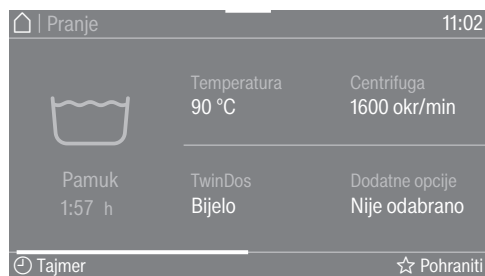 | Pranje 11:02
Temperatura Centrifuga
90 °C 1600 okr/min
Pamuk TwinDos Dodatne opcije
1:57 h Bijelo Nije odabrano
Tajmer Pohraniti